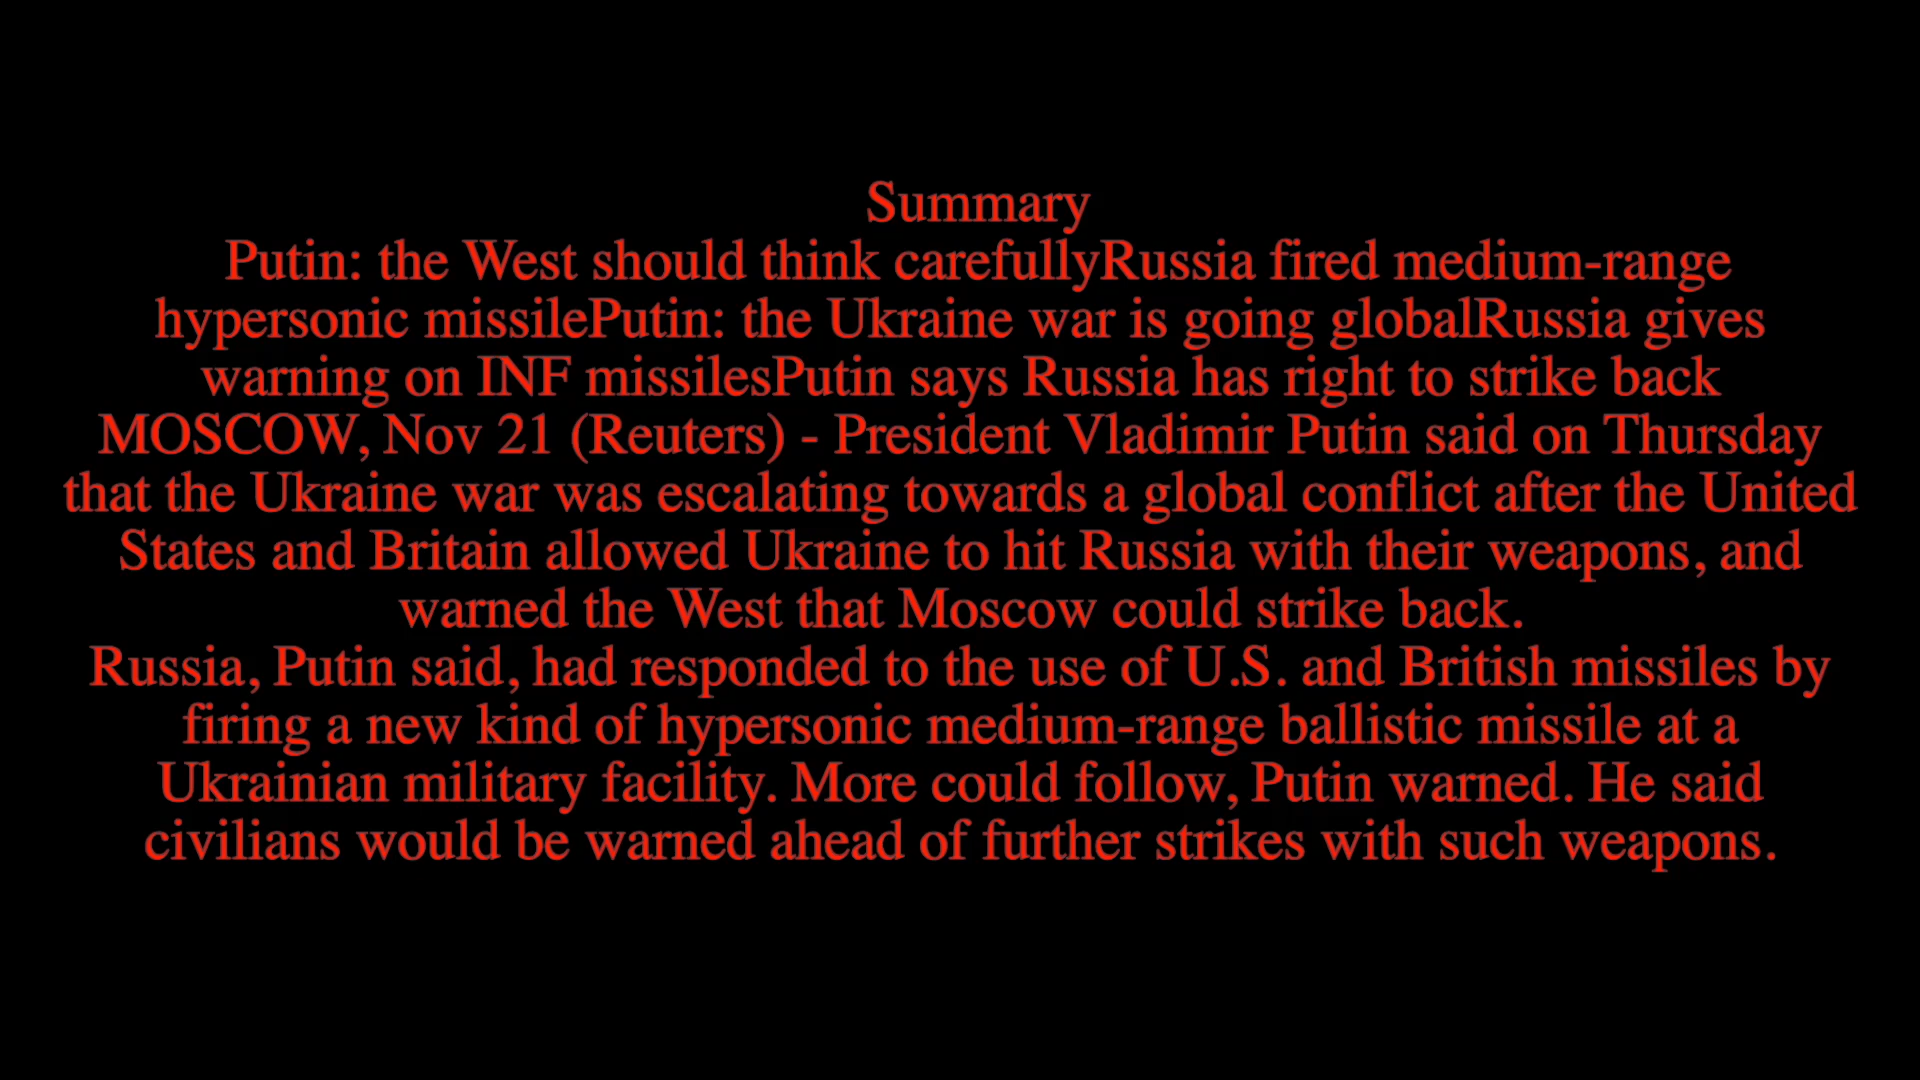 Summary
Putin: the West should think carefullyRussia fired medium-range
hypersonic missilePutin: the Ukraine war is going globalRussia gives
warning on INF missilesPutin says Russia has right to strike back
MOSCOW, Nov 21 (Reuters) - President Vladimir Putin said on Thursday
that the Ukraine war was escalating towards a global conflict after the United
States and Britain allowed Ukraine to hit Russia with their weapons, and
warned the West that Moscow could strike back.
Russia, Putin said, had responded to the use of U.S. and British missiles by
firing a new kind of hypersonic medium-range ballistic missile at a
Ukrainian military facility. More could follow, Putin warned. He said
civilians would be warned ahead of further strikes with such weapons.